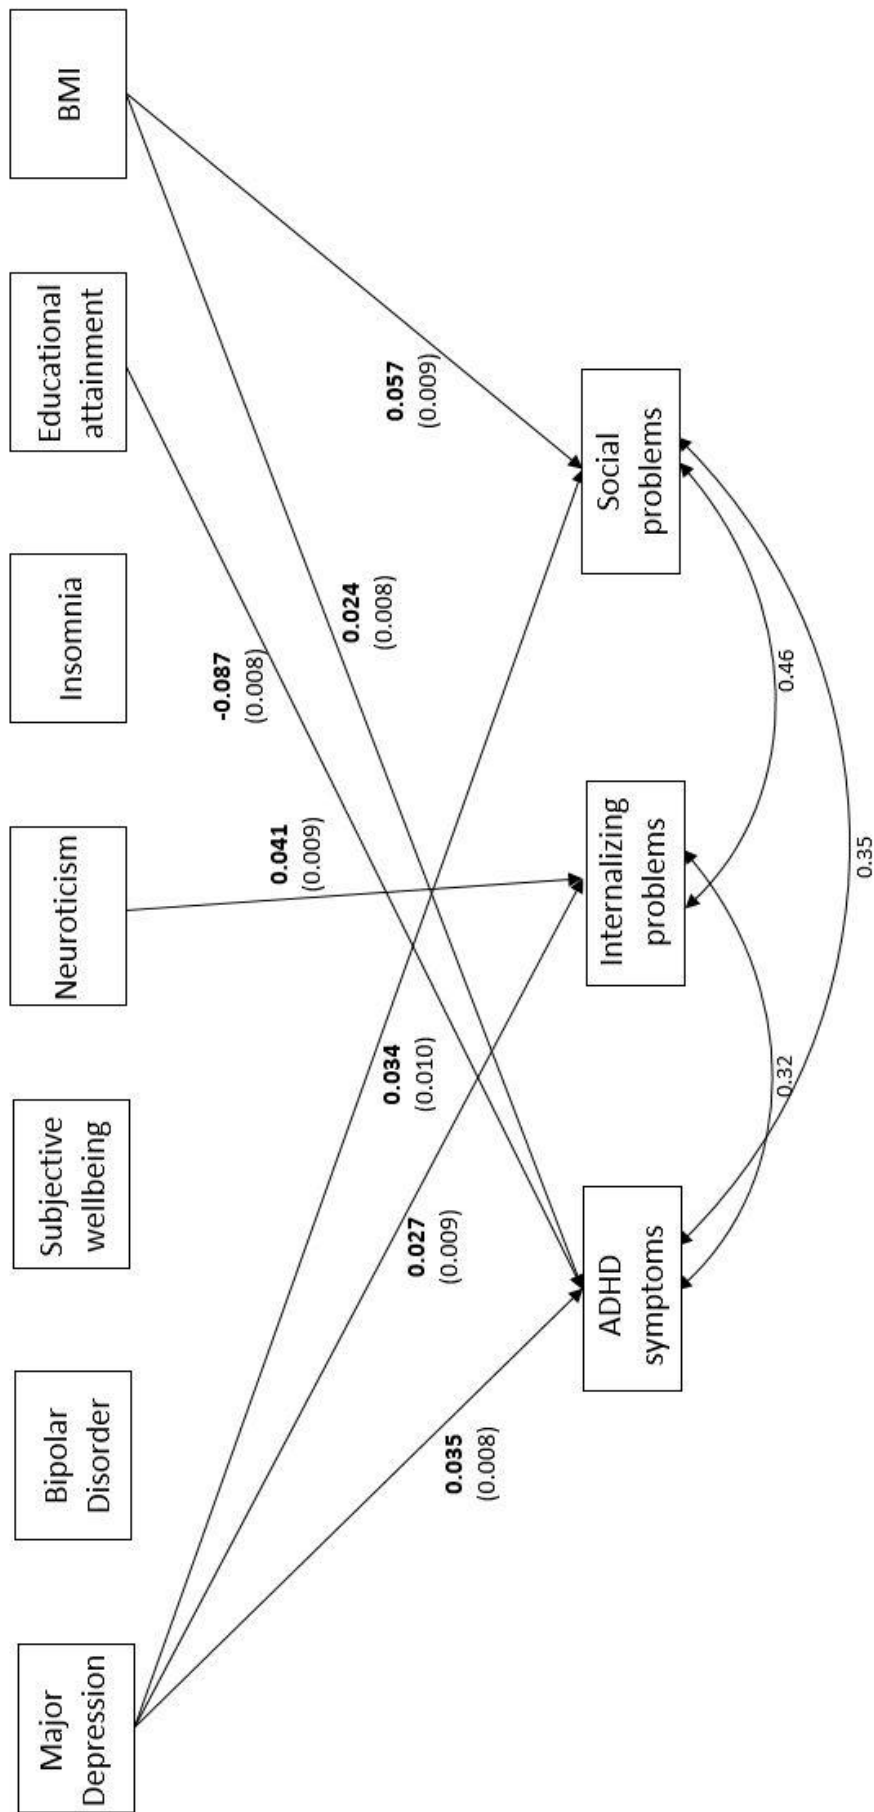 Major
Depression
Bipolar
Disorder
Subjective
wellbeing
Neuroticism
Insomnia
Educational
attainment
BMI
0.035
(0.008)
0.027
(0.009)
0.034
(0.010)
0.041
(0.009)
-0.087
(0.008)
0.024
(0.008)
0.057
(0.009)
ADHD
symptoms
Internalizing
problems
Social
problems
0.32
0.46
0.35